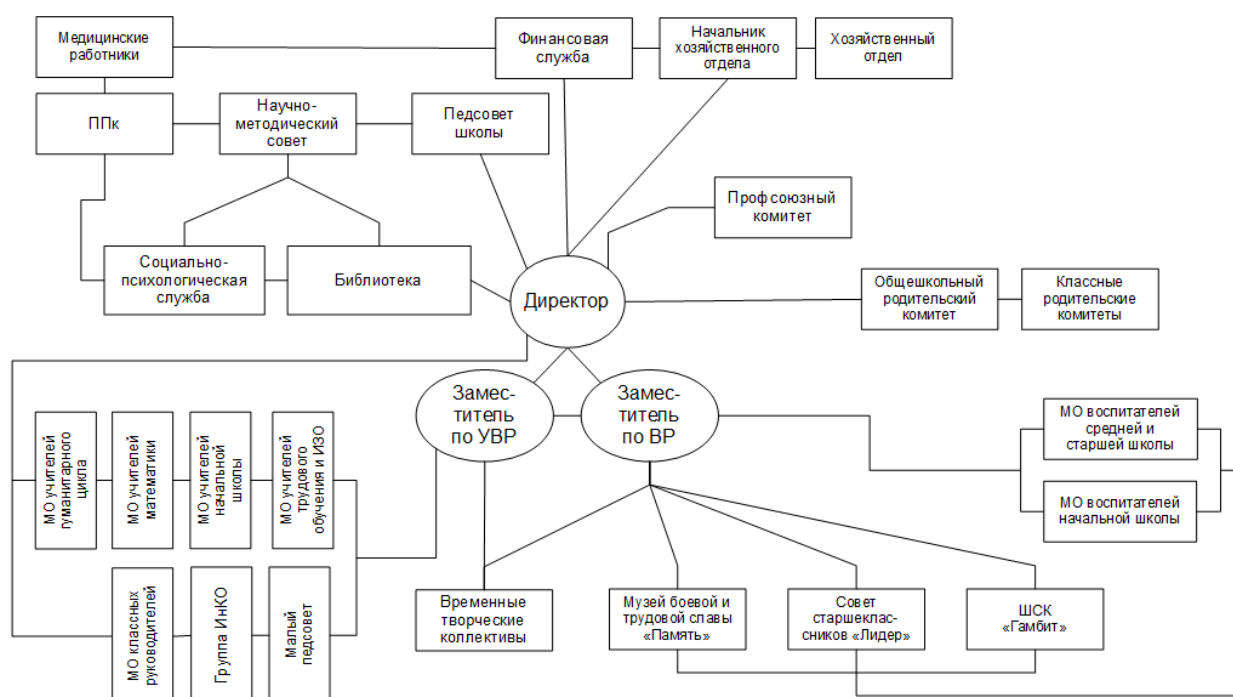 Медицинские
работники
Финансовая
служба
Начальник
хозяйственного
отдела
Хозяйственный
отдел
ППк
Научно-
методический
совет
Педсовет
школы
Профсоюзный
комитет
Социально-
психологическая
служба
Библиотека
Директор
Общешкольный
родительский
комитет
Классные
родительские
комитеты
Замес-
титель
по УВР
Замес-
титель
по ВР
МО учителей
гуманитарного
цикла
МО учителей
математики
МО учителей
начальной
школы
МО учителей
трудового
обучения и ИЗО
МО воспитателей
средней и
старшей школы
МО воспитателей
начальной школы
МО классных
руководителей
Группа ИнКО
Малый
педсовет
Временные
творческие
коллективы
Музей боевой и
трудовой славы
«Память»
Совет
старшеклас-
сников «Лидер»
ШСК
«Гамбит»